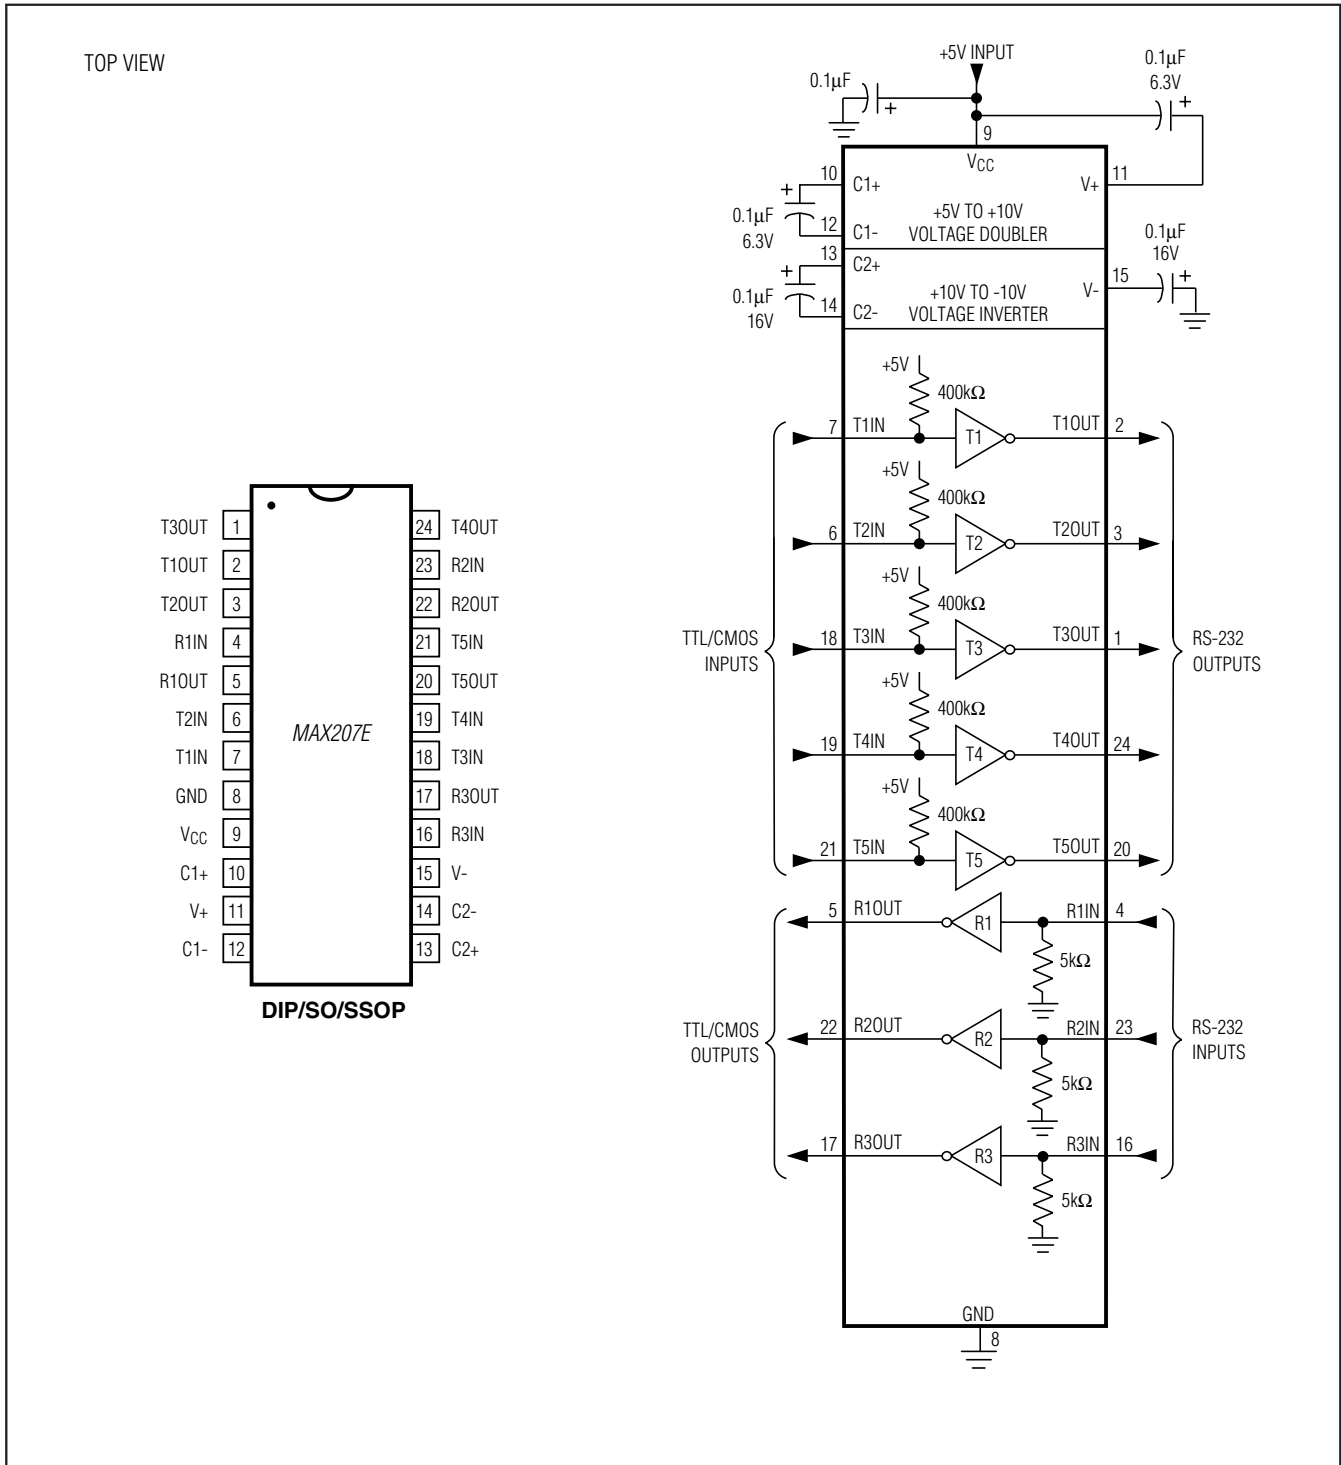 TOP VIEW
T3OUT 1
T1OUT 2
T2OUT 3
R1IN 4
R1OUT 5
T2IN 6
T1IN 7
GND 8
VCC 9
C1+ 10
V+ 11
C1- 12
MAX207E
24 T4OUT
23 R2IN
22 R2OUT
21 T5IN
20 T5OUT
19 T4IN
18 T3IN
17 R3OUT
16 R3IN
15 V-
14 C2-
13 C2+
DIP/SO/SSOP
+5V INPUT
0.1μF
+
0.1μF
6.3V
+
9
VCC
10 C1+
V+ 11
+
0.1μF
6.3V
12 C1-
+5V TO +10V
VOLTAGE DOUBLER
13 C2+
+
0.1μF
16V
14 C2-
+10V TO -10V
VOLTAGE INVERTER
V- 15
0.1μF
16V
+
TTL/CMOS
INPUTS
+5V
400kΩ
7 T1IN T1 T1OUT 2
+5V
400kΩ
6 T2IN T2 T2OUT 3
+5V
400kΩ
18 T3IN T3 T3OUT 1
+5V
400kΩ
19 T4IN T4 T4OUT 24
+5V
400kΩ
21 T5IN T5 T5OUT 20
RS-232
OUTPUTS
TTL/CMOS
OUTPUTS
5 R1OUT R1 R1IN 4
5kΩ
22 R2OUT R2 R2IN 23
5kΩ
17 R3OUT R3 R3IN 16
5kΩ
RS-232
INPUTS
GND
8